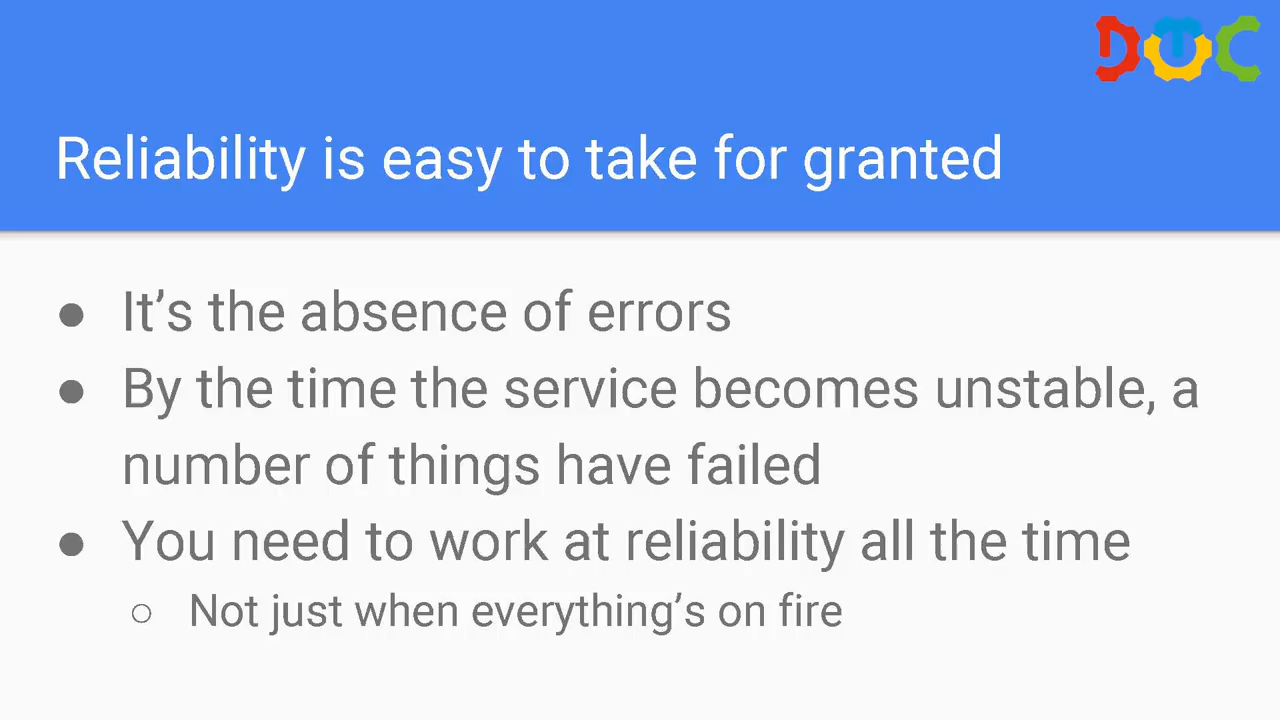 DTC
Reliability is easy to take for granted
● It’s the absence of errors
● By the time the service becomes unstable, a
number of things have failed
● You need to work at reliability all the time
○ Not just when everything’s on fire